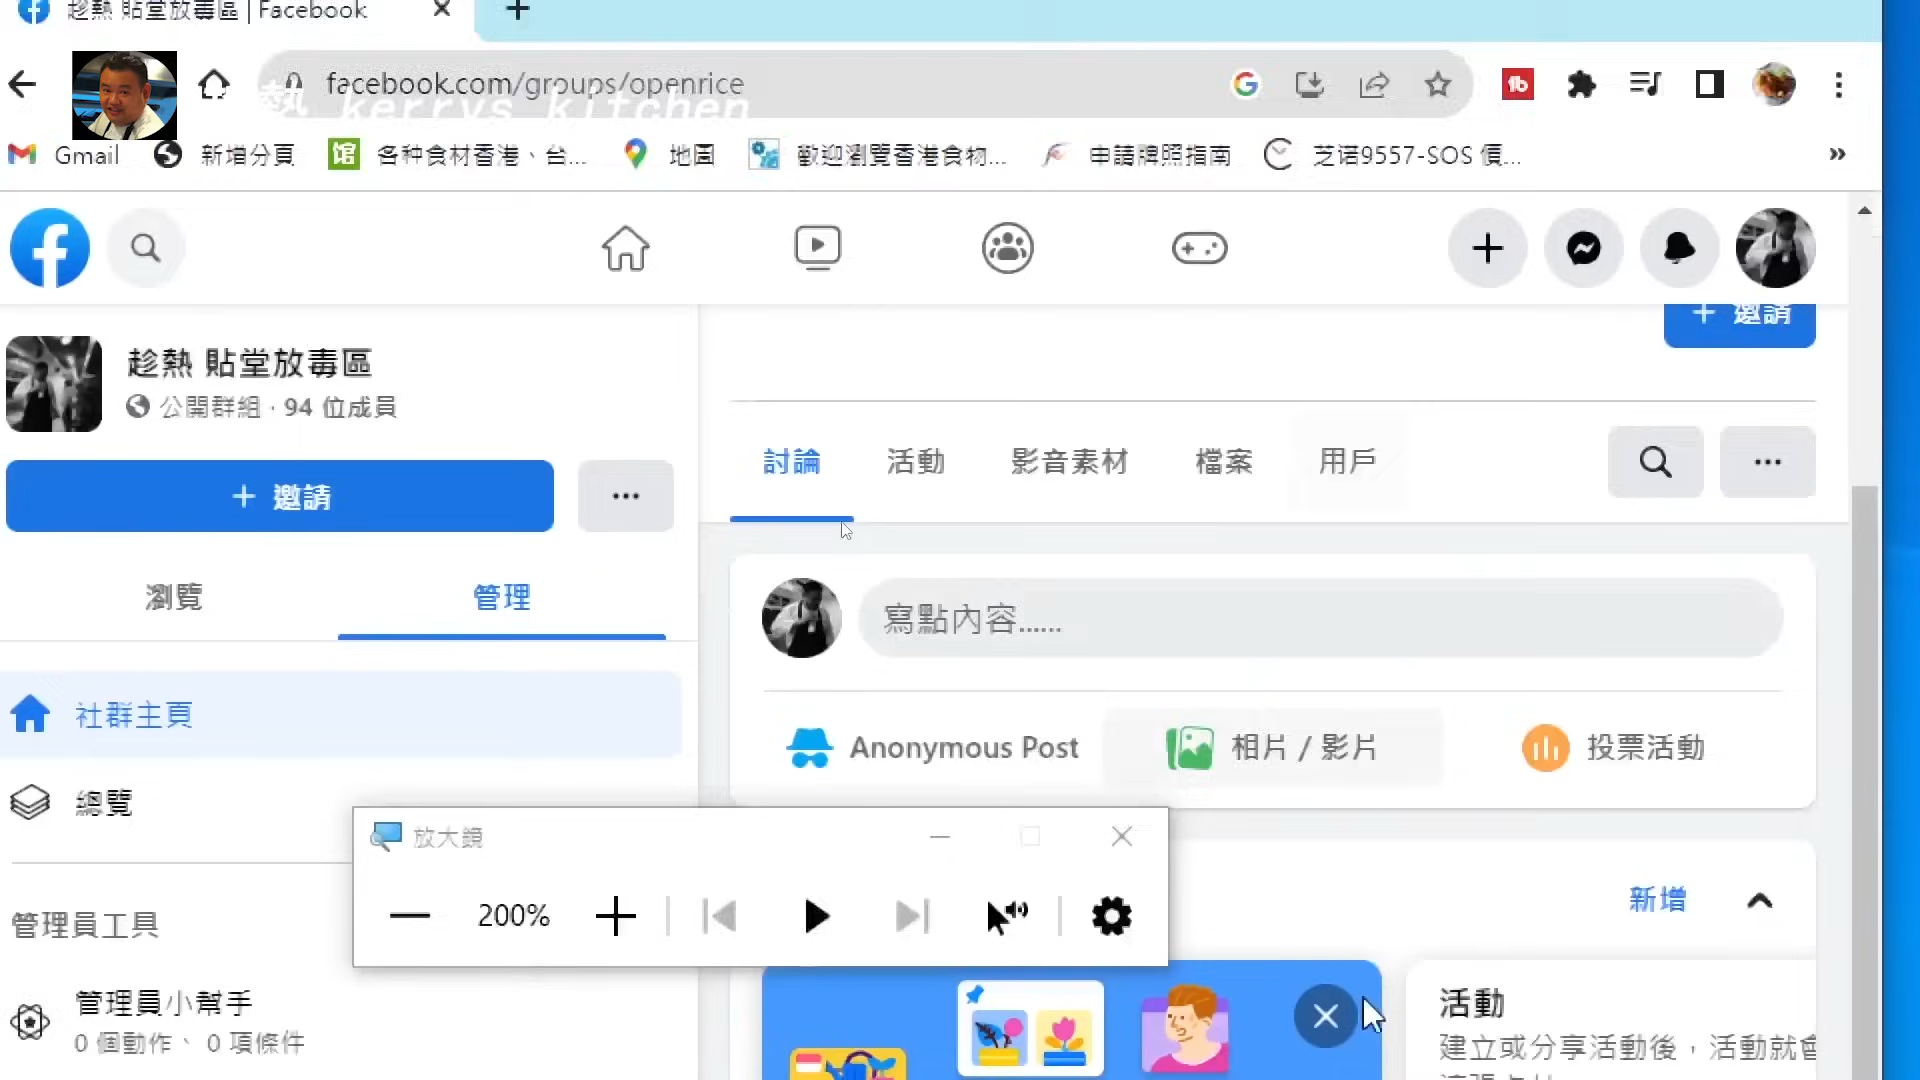 趁熱 貼堂放毒區 | Facebook
facebook.com/groups/openrice
熱 kerrys kitchen
Gmail
新增分頁
馆 各种食材香港、台...
地圖
歡迎瀏覽香港食物...
申請牌照指南
芝诺9557-SOS 價...
趁熱 貼堂放毒區
公開群組 · 94 位成員
+ 邀請
瀏覽
管理
社群主頁
總覽
管理員工具
管理員小幫手
0 個動作、 0 項條件
+ 邀請
討論
活動
影音素材
檔案
用戶
寫點內容......
Anonymous Post
相片 / 影片
投票活動
放大鏡
200%
新增
活動
建立或分享活動後，活動就會